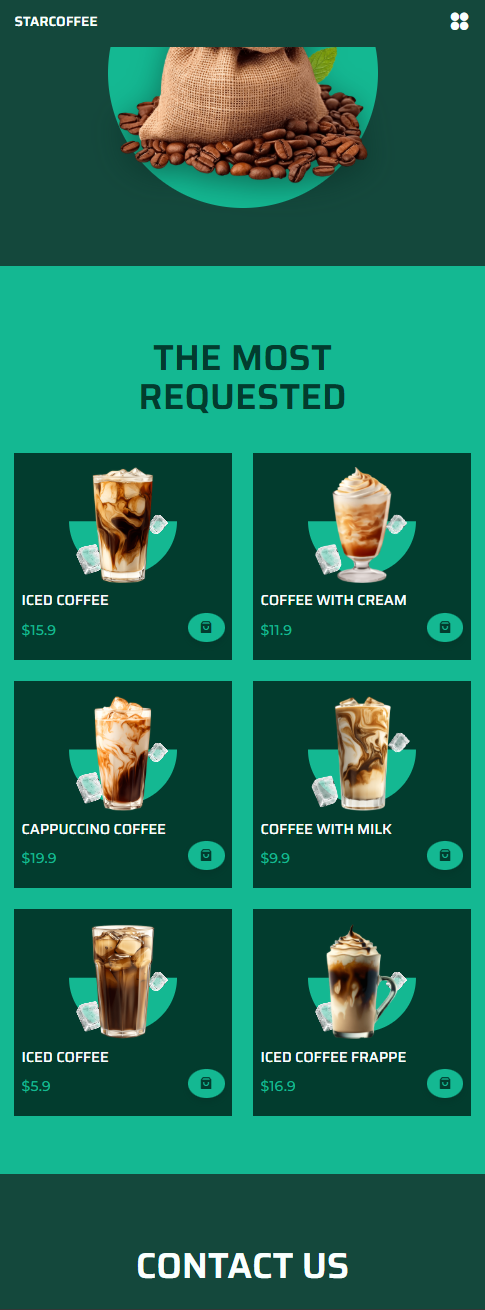 STARCOFFEE
THE MOST
REQUESTED
ICED COFFEE
$15.9
COFFEE WITH CREAM
$11.9
CAPPUCCINO COFFEE
$19.9
COFFEE WITH MILK
$9.9
ICED COFFEE
$5.9
ICED COFFEE FRAPPE
$16.9
CONTACT US